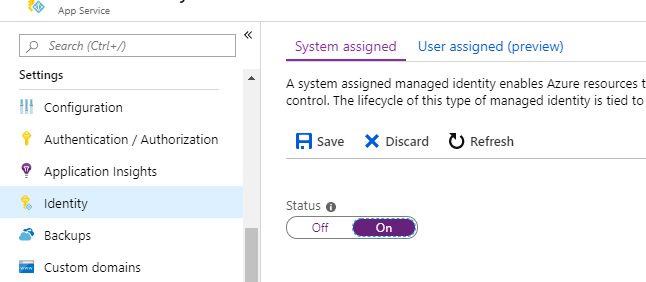 App Service
Search (Ctrl+/)
«
Settings
Configuration
Authentication / Authorization
Application Insights
Identity
Backups
Custom domains
System assigned
User assigned (preview)
A system assigned managed identity enables Azure resources t
control. The lifecycle of this type of managed identity is tied to
Save
Discard
Refresh
Status
Off
On